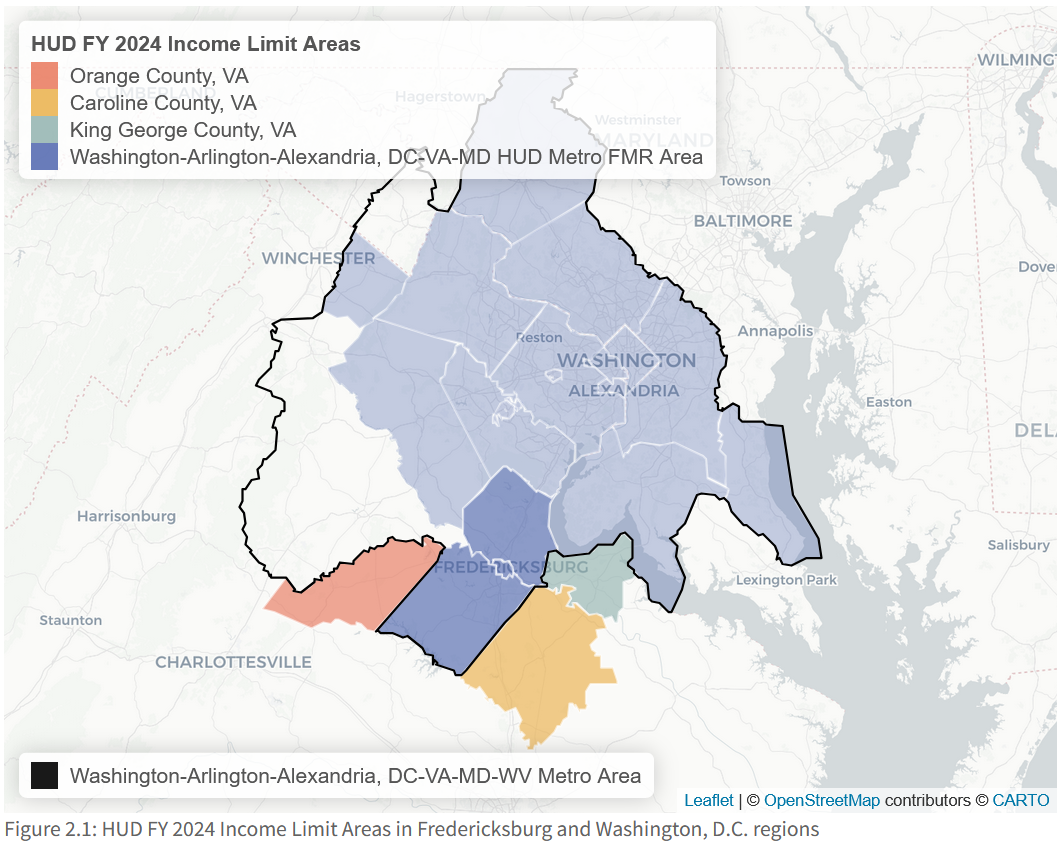 HUD FY 2024 Income Limit Areas
Orange County, VA
Caroline County, VA
King George County, VA
Washington-Arlington-Alexandria, DC-VA-MD HUD Metro FMR Area
CUMBERLAND
Hagerstown
Westminster
MARYLAND
WILMING
Towson
BALTIMORE
WINCHESTER
Dove
Reston
Annapolis
WASHINGTON
ALEXANDRIA
Easton
DELA
Harrisonburg
Salisbury
FREDERICKSBURG
Lexington Park
Staunton
CHARLOTTESVILLE
Washington-Arlington-Alexandria, DC-VA-MD-WV Metro Area
Leaflet | © OpenStreetMap contributors © CARTO
Figure 2.1: HUD FY 2024 Income Limit Areas in Fredericksburg and Washington, D.C. regions